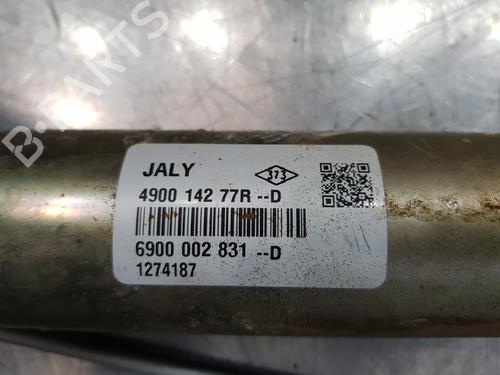 B-PARTS
JALY
373
4900 142 77R --D
6900 002 831 --D
1274187